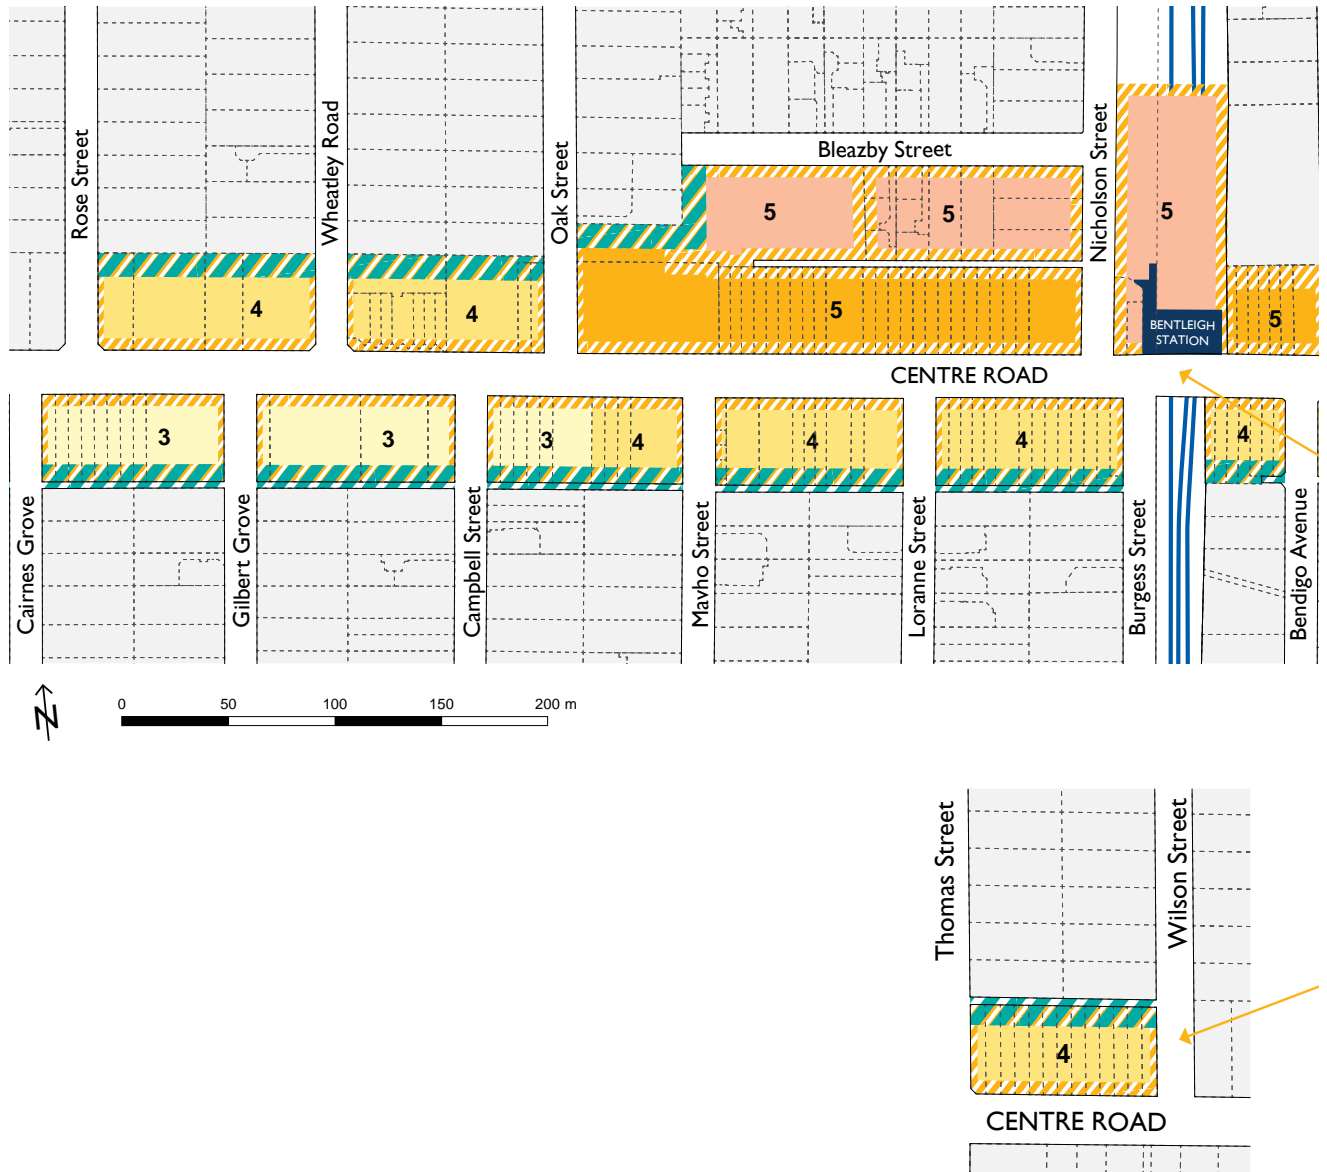 Rose Street
Wheatley Road
Oak Street
Bleazby Street
Nicholson Street
5
5
5
4
4
5
5
BENTLEIGH
STATION
CENTRE ROAD
3
3
3
4
4
4
4
Cairnes Grove
Gilbert Grove
Campbell Street
Mavho Street
Loranne Street
Burgess Street
Bendigo Avenue
N
0 50 100 150 200 m
Thomas Street
Wilson Street
4
CENTRE ROAD